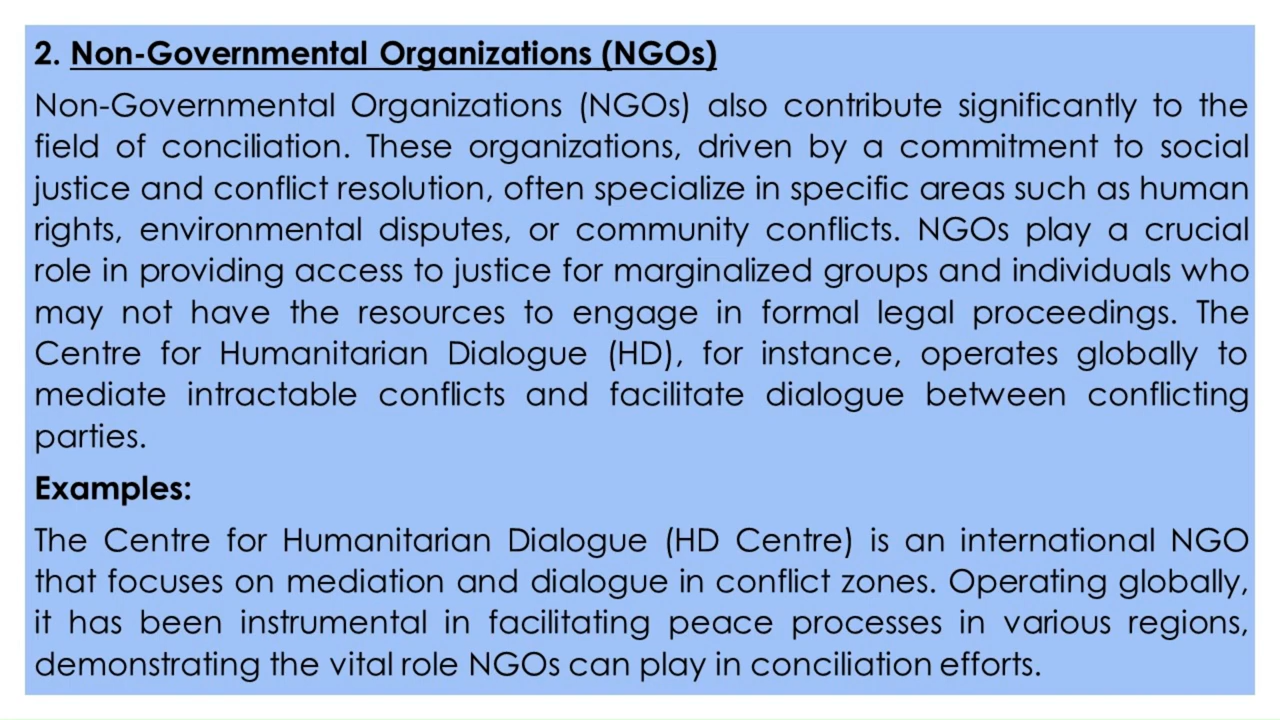 2. Non-Governmental Organizations (NGOs)
Non-Governmental Organizations (NGOs) also contribute significantly to the
field of conciliation. These organizations, driven by a commitment to social
justice and conflict resolution, often specialize in specific areas such as human
rights, environmental disputes, or community conflicts. NGOs play a crucial
role in providing access to justice for marginalized groups and individuals who
may not have the resources to engage in formal legal proceedings. The
Centre for Humanitarian Dialogue (HD), for instance, operates globally to
mediate intractable conflicts and facilitate dialogue between conflicting
parties.
Examples:
The Centre for Humanitarian Dialogue (HD Centre) is an international NGO
that focuses on mediation and dialogue in conflict zones. Operating globally,
it has been instrumental in facilitating peace processes in various regions,
demonstrating the vital role NGOs can play in conciliation efforts.